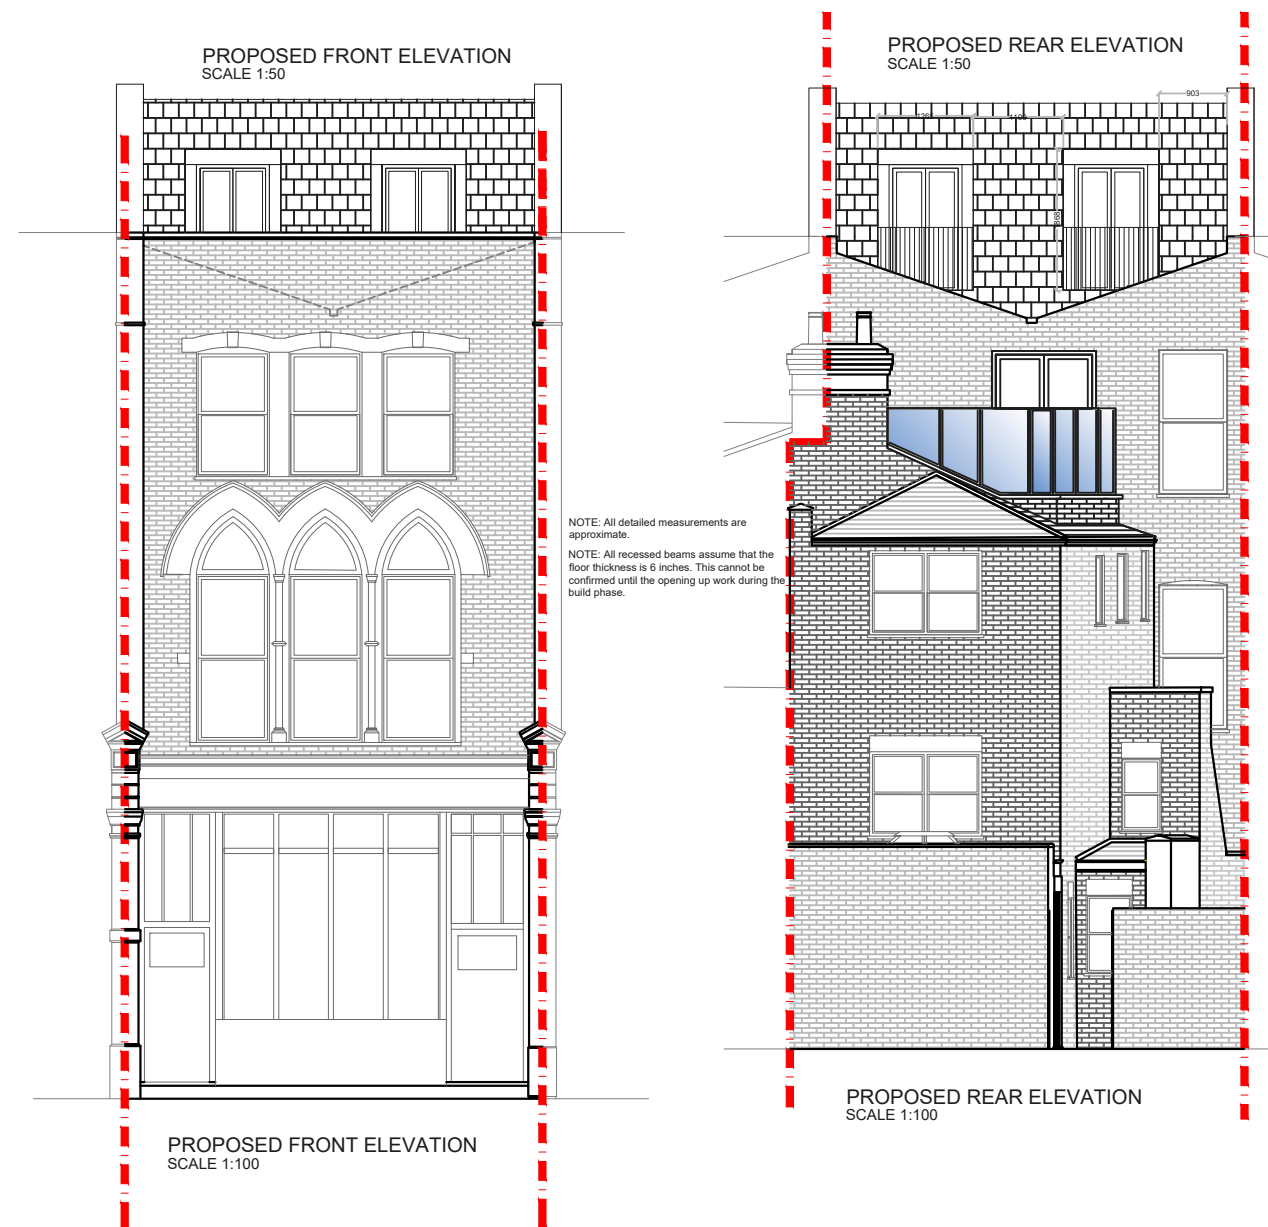 PROPOSED FRONT ELEVATION
SCALE 1:50
PROPOSED REAR ELEVATION
SCALE 1:50
903
NOTE: All detailed measurements are
approximate.
NOTE: All recessed beams assume that the
floor thickness is 6 inches. This cannot be
confirmed until the opening up work during the
build phase.
PROPOSED REAR ELEVATION
SCALE 1:100
PROPOSED FRONT ELEVATION
SCALE 1:100